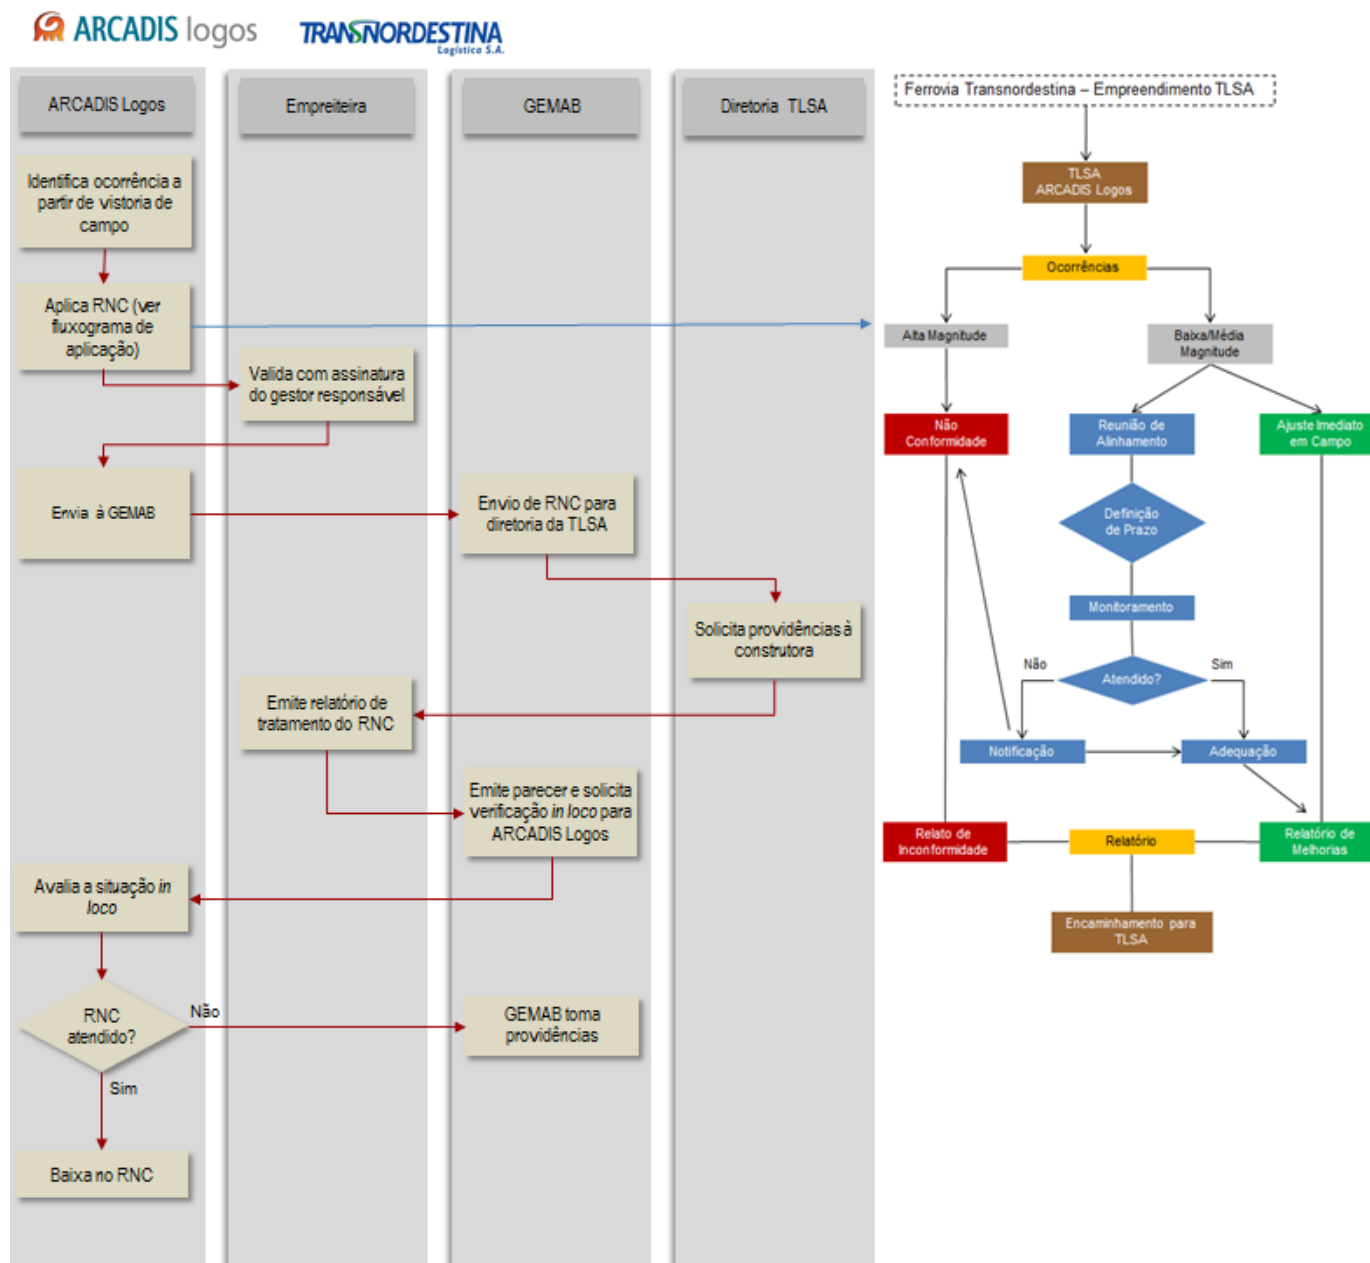 ARCADIS logos
TRANSNORDESTINA
Logística S.A.
ARCADIS Logos
Empreiteira
GEMAB
Diretoria TLSA
Identifica ocorrência a
partir de vistoria de
campo
Aplica RNC (ver
fluxograma de
aplicação)
Valida com assinatura
do gestor responsável
Envia à GEMAB
Envio de RNC para
diretoria da TLSA
Solicita providências à
construtora
Emite relatório de
tratamento do RNC
Emite parecer e solicita
verificação in loco para
ARCADIS Logos
Avalia a situação in
loco
RNC
atendido?
Não
GEMAB toma
providências
Sim
Baixa no RNC
Ferrovia Transnordestina – Empreendimento TLSA
TLSA
ARCADIS Logos
Ocorrências
Alta Magnitude
Baixa/Média
Magnitude
Não
Conformidade
Reunião de
Alinhamento
Ajuste Imediato
em Campo
Definição
de Prazo
Monitoramento
Não
Atendido?
Sim
Notificação
Adequação
Relato de
Inconformidade
Relatório
Relatório de
Melhorias
Encaminhamento para
TLSA